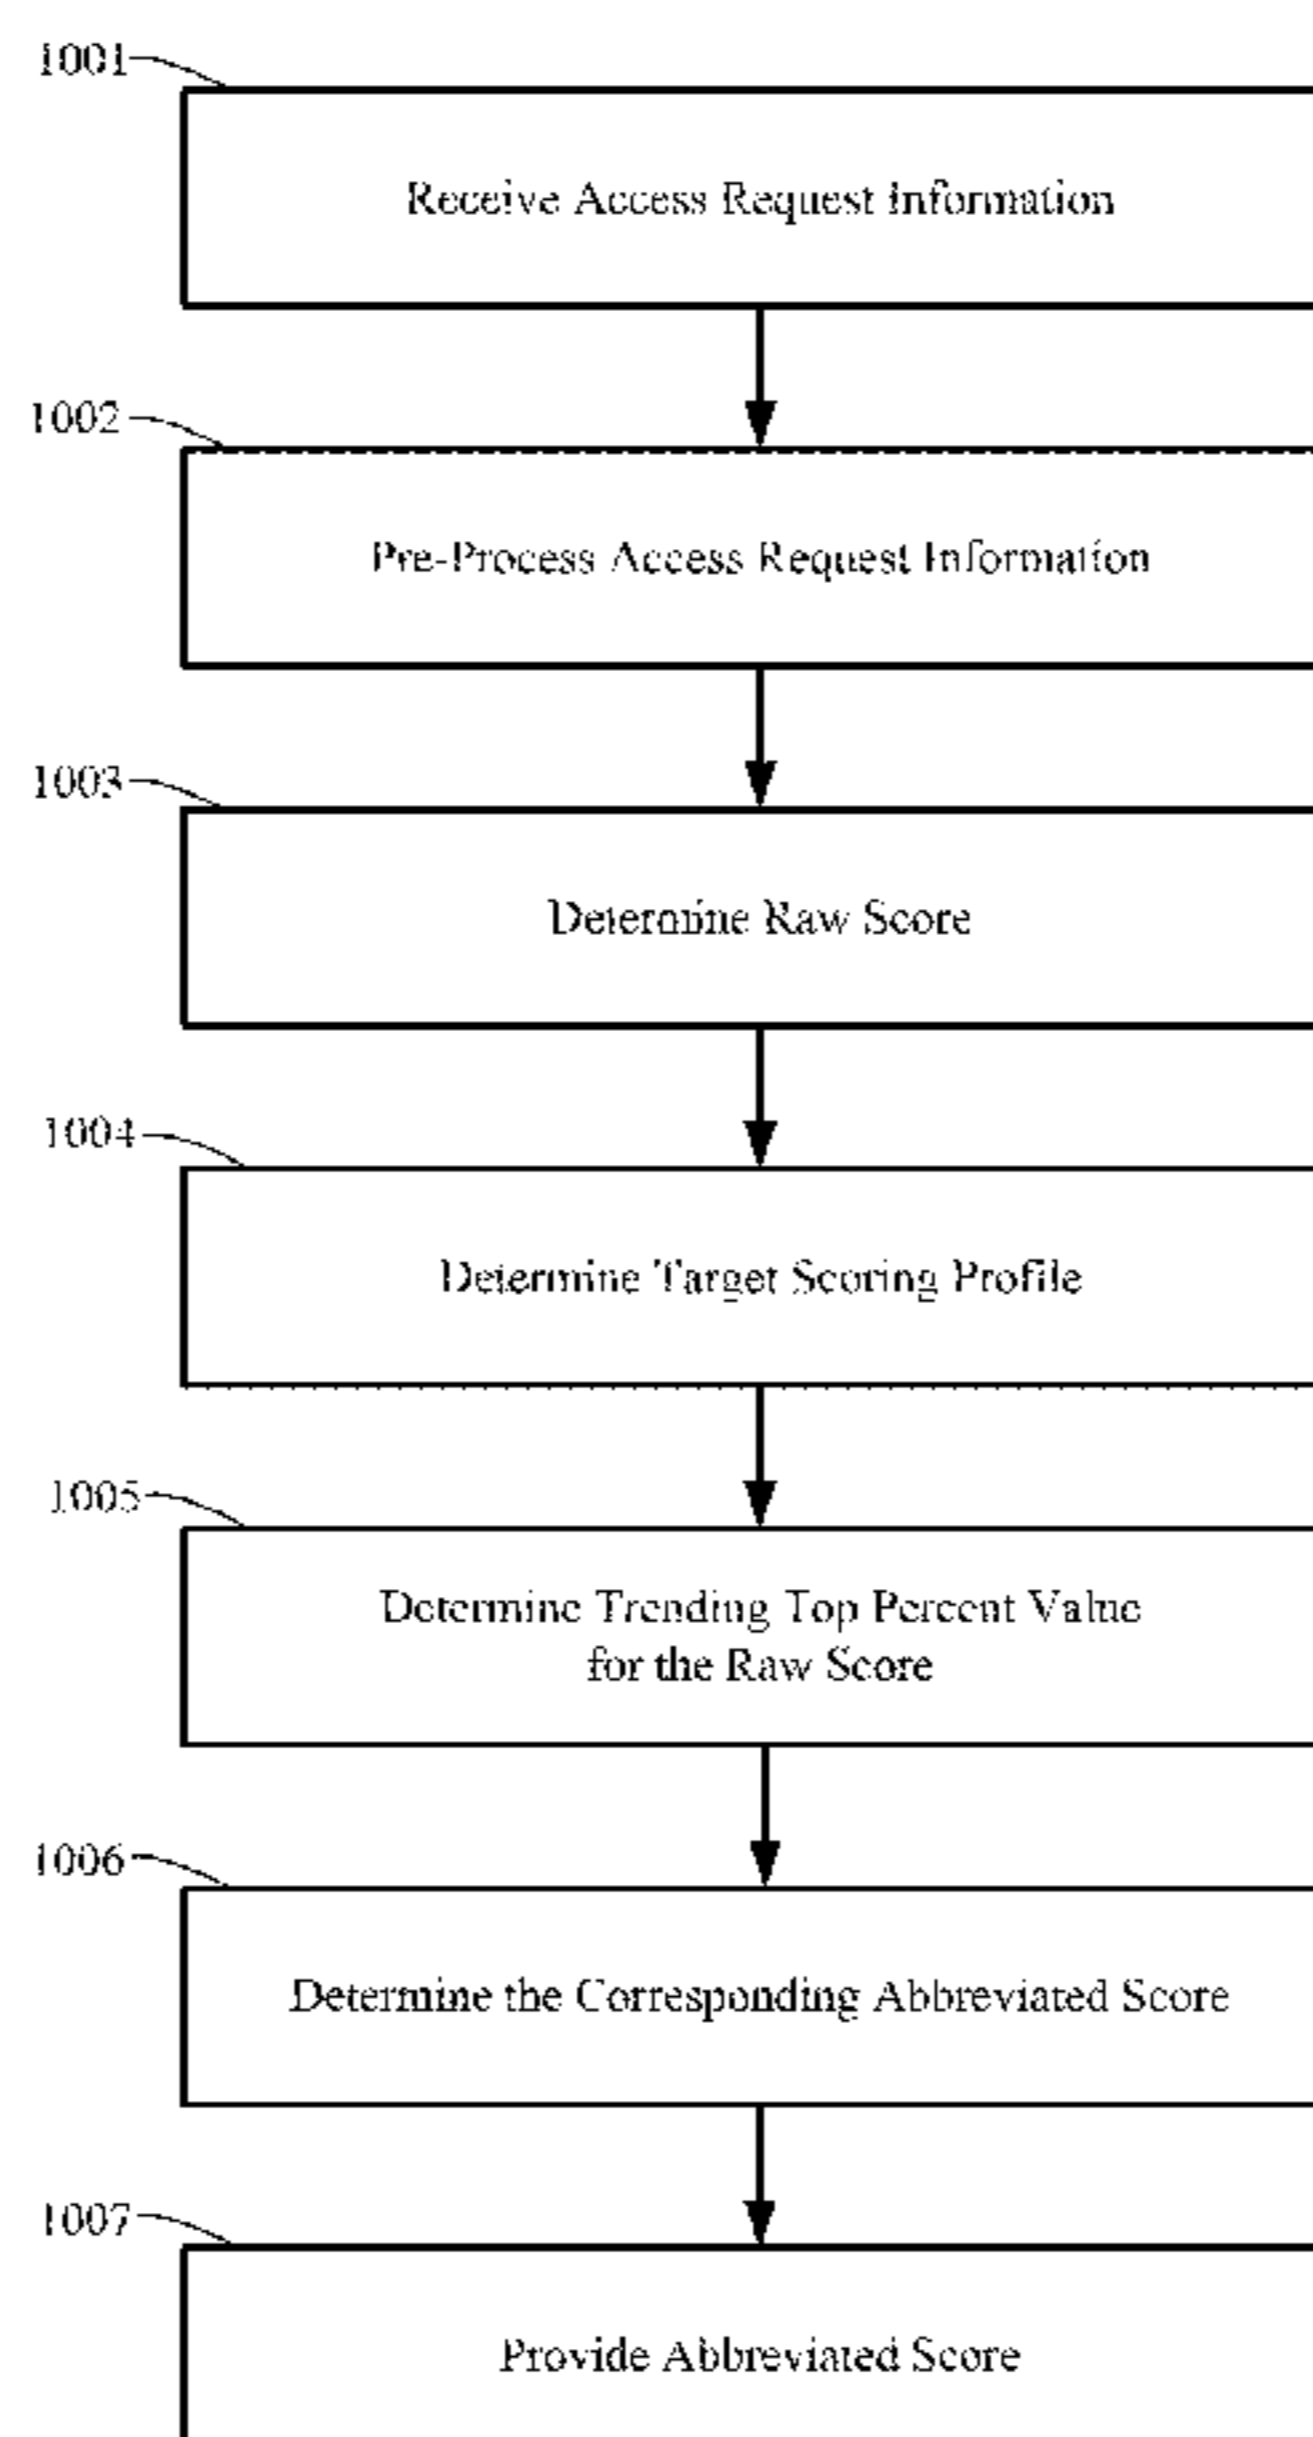 1001
Receive Access Request Information
1002
Pre-Process Access Request Information
1003
Determine Raw Score
1004
Determine Target Scoring Profile
1005
Determine Trending Top Percent Value
for the Raw Score
1006
Determine the Corresponding Abbreviated Score
1007
Provide Abbreviated Score